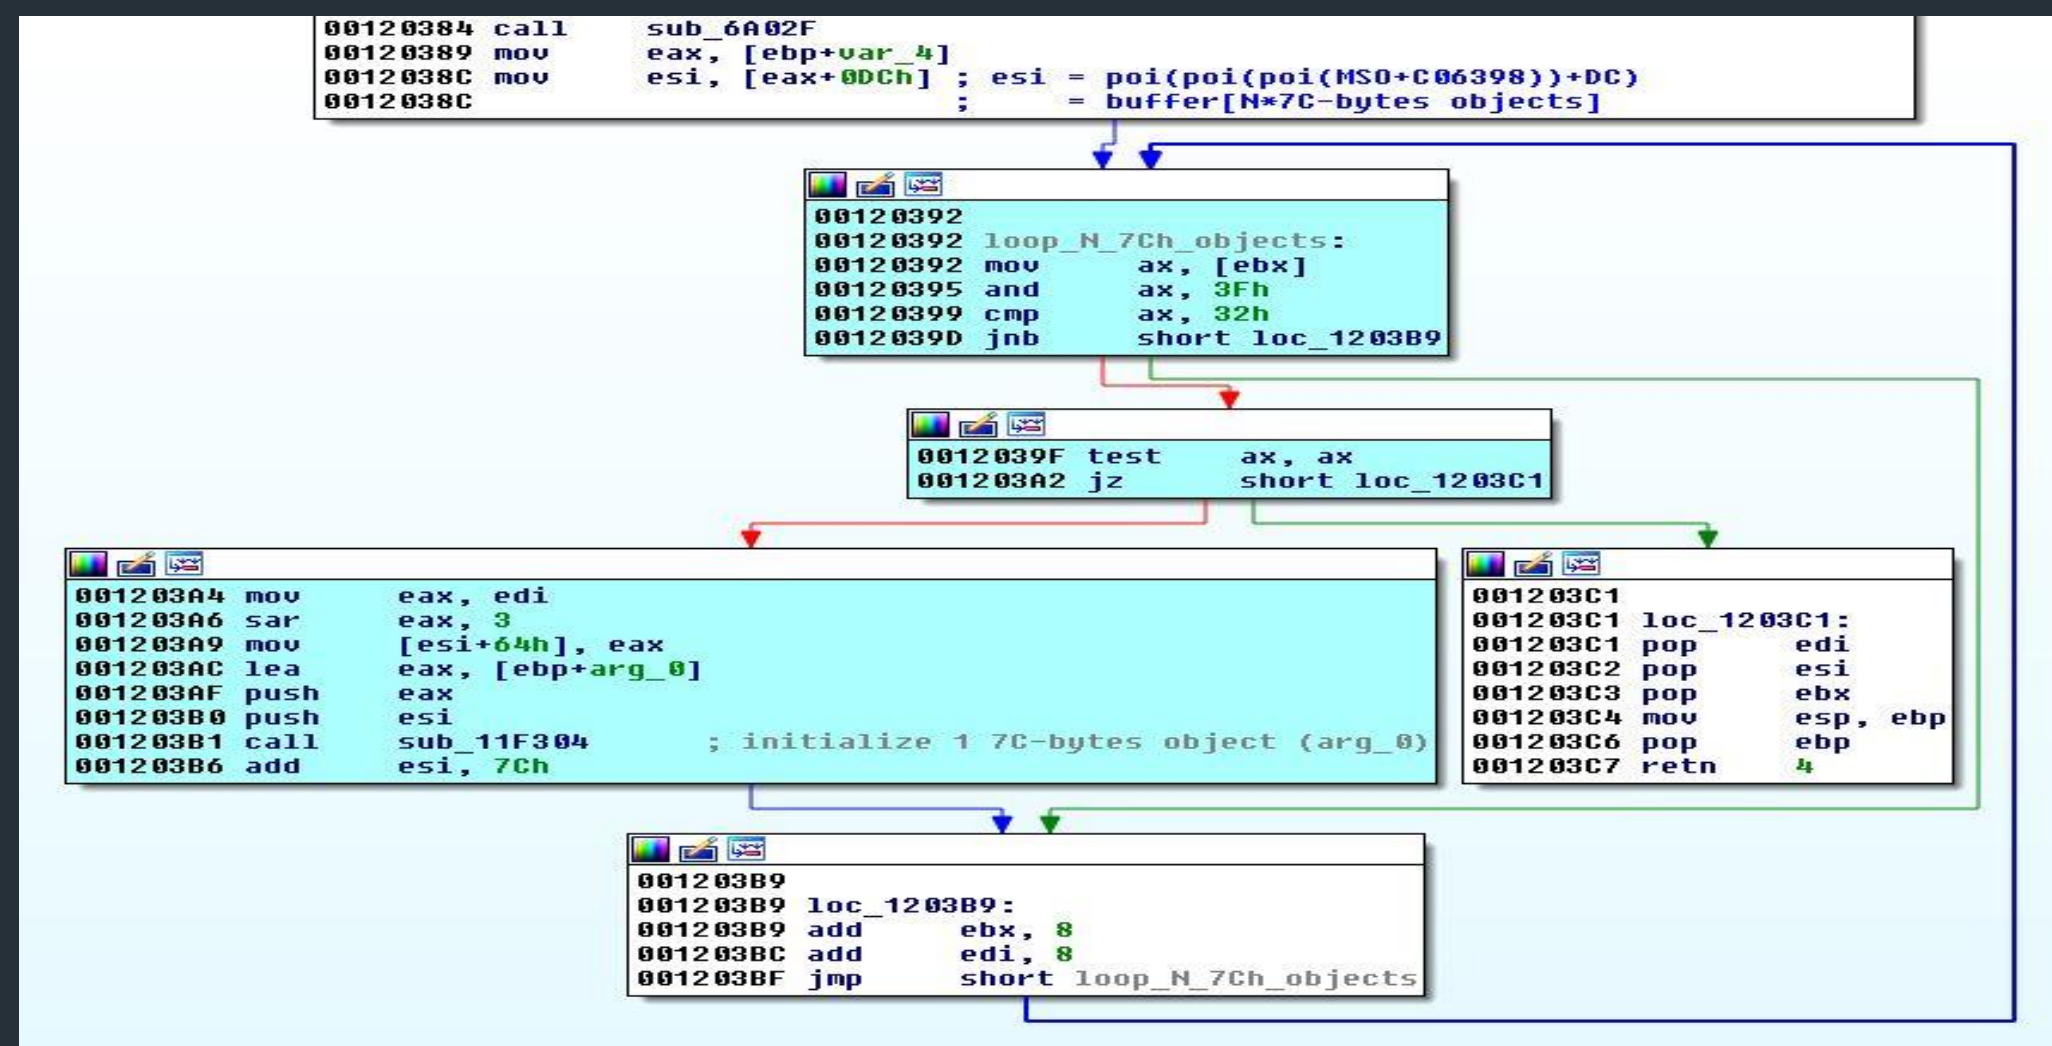 00120384 call sub_6A02F
00120389 mov eax, [ebp+var_4]
0012038C mov esi, [eax+0DCh] ; esi = poi(poi(poi(MSO+C06398))+DC)
0012038C ; = buffer[N*7C-bytes objects]
00120392
00120392 loop_N_7Ch_objects:
00120392 mov ax, [ebx]
00120395 and ax, 3Fh
00120399 cmp ax, 32h
0012039D jnb short loc_1203B9
0012039F test ax, ax
001203A2 jz short loc_1203C1
001203A4 mov eax, edi
001203A6 sar eax, 3
001203A9 mov [esi+64h], eax
001203AC lea eax, [ebp+arg_0]
001203AF push eax
001203B0 push esi
001203B1 call sub_11F304 ; initialize 1 7C-bytes object (arg_0)
001203B6 add esi, 7Ch
001203C1
001203C1 loc_1203C1:
001203C1 pop edi
001203C2 pop esi
001203C3 pop ebx
001203C4 mov esp, ebp
001203C6 pop ebp
001203C7 retn 4
001203B9
001203B9 loc_1203B9:
001203B9 add ebx, 8
001203BC add edi, 8
001203BF jmp short loop_N_7Ch_objects